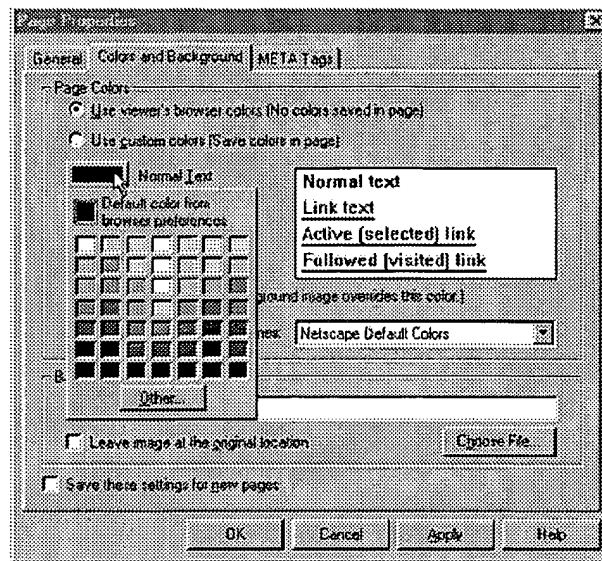 Page Properties
General Colors and Background META Tags
Page Colors
Use viewer's browser colors (No colors saved in page)
Use custom colors (Save colors in page)
Normal Text
Default color from
browser preferences
Normal text
Link text
Active (selected) link
Followed (visited) link
ground image overrides this color.)
mes: Netscape Default Colors
B
Other...
Leave image at the original location
Choose File...
Save these settings for new pages
OK Cancel Apply Help